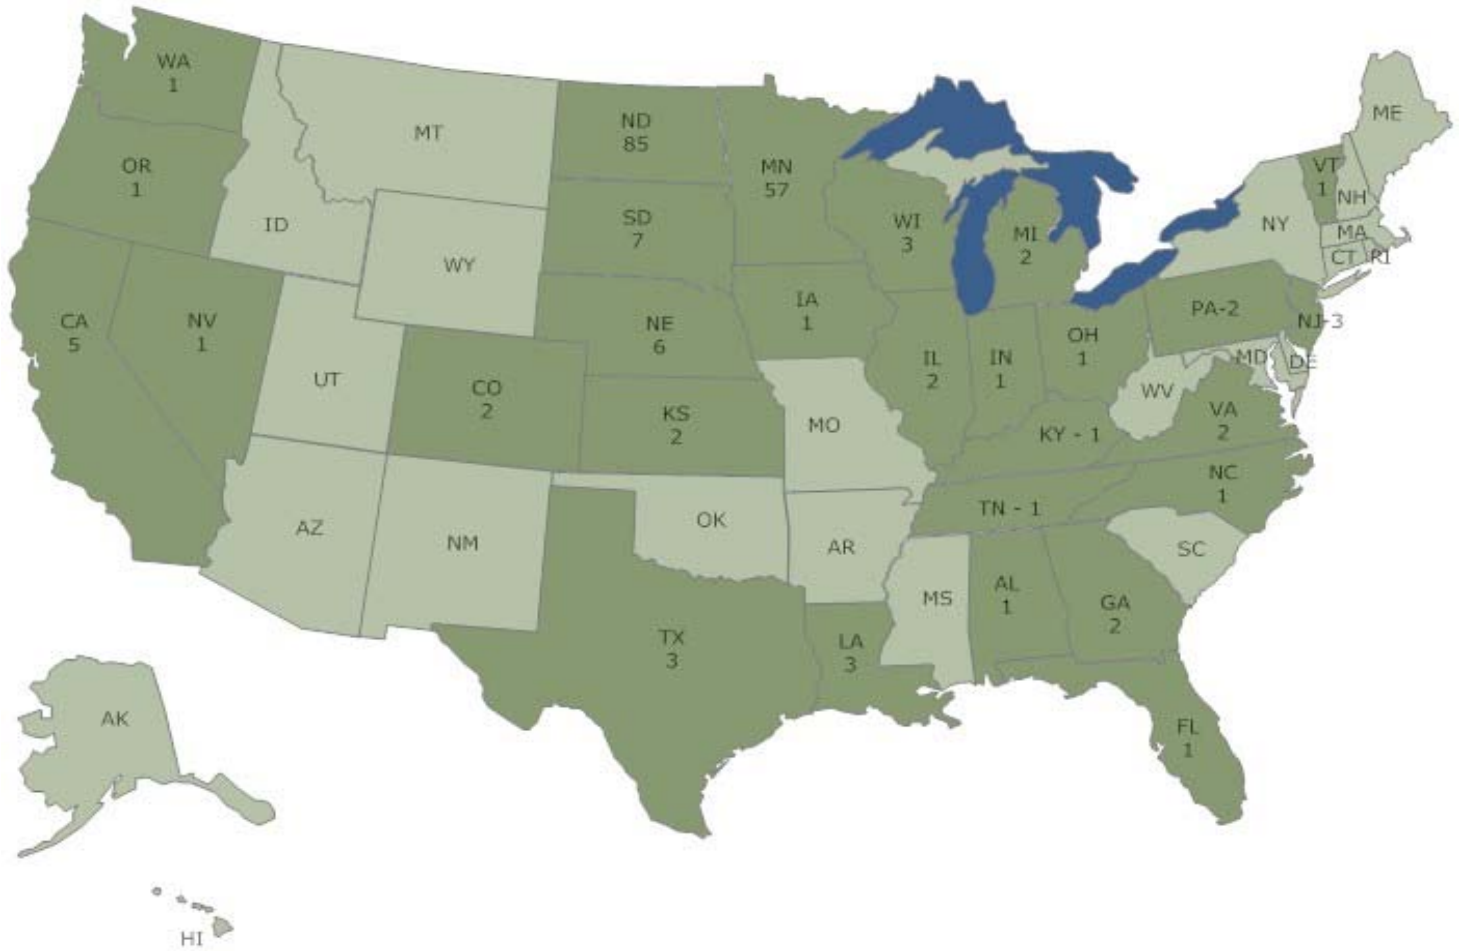 WA
1
OR
1
CA
5
NV
1
ID
MT
WY
UT
CO
2
AZ
NM
ND
85
SD
7
NE
6
KS
2
OK
TX
3
MN
57
IA
1
MO
AR
LA
3
WI
3
IL
2
MI
2
IN
1
OH
1
KY - 1
TN - 1
MS
AL
1
GA
2
FL
1
SC
NC
1
VA
2
WV
MD
DE
PA-2
NJ-3
NY
VT
1
NH
ME
MA
CT
RI
AK
HI